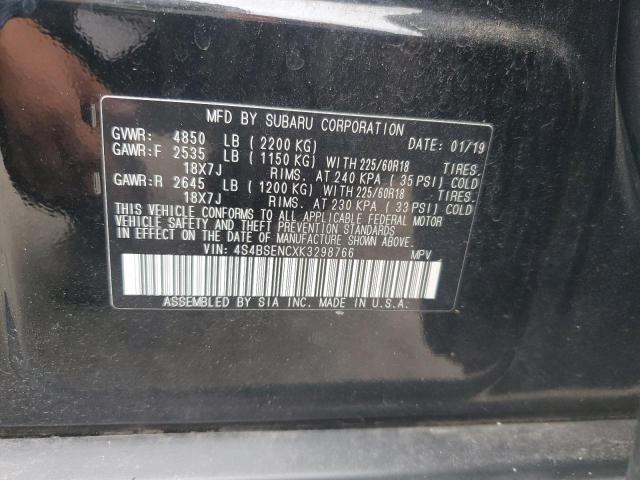 MFD BY SUBARU CORPORATION
GVWR: 4850 LB ( 2200 KG) DATE: 01/19
GAWR:F 2535 LB ( 1150 KG) WITH 225/60R18 TIRES.
18X7J RIMS. AT 240 KPA ( 35 PSI) COLD
GAWR:R 2645 LB ( 1200 KG) WITH 225/60R18 TIRES.
18X7J RIMS. AT 230 KPA ( 33 PSI) COLD
THIS VEHICLE CONFORMS TO ALL APPLICABLE FEDERAL MOTOR
VEHICLE SAFETY AND BUMPER STANDARDS
IN EFFECT ON THE DATE OF MANUFACTURE SHOWN ABOVE.
VIN: 4S4BSENCXK3298766 MPV
ASSEMBLED BY SIA INC. MADE IN U.S.A.